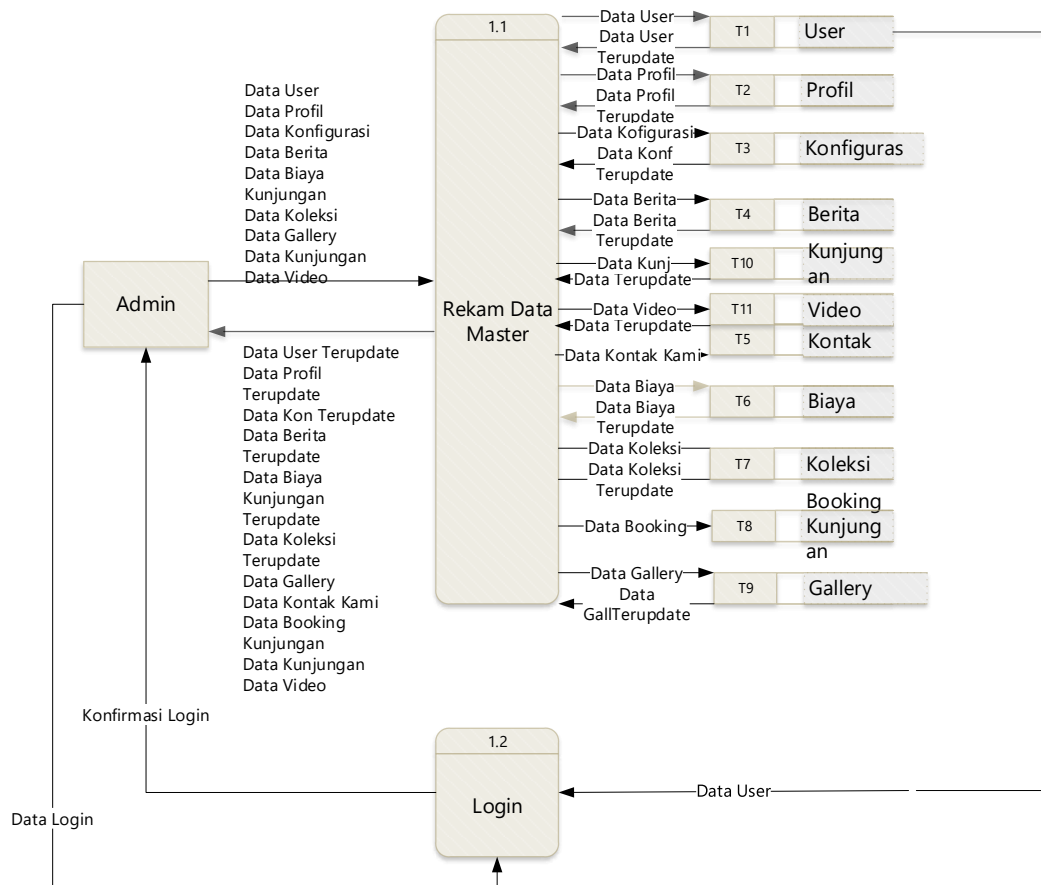 1.1
Rekam Data
Master
Data User
Data User
Terupdate
T1
User
Data Profil
Data Profil
Terupdate
T2
Profil
Data Kofigurasi
Data Konf
Terupdate
T3
Konfiguras
Data Berita
Data Berita
Terupdate
T4
Berita
Data Kunj
Data Terupdate
T10
Kunjung
an
Data Video
Data Terupdate
T11
Video
T5
Kontak
Data Kontak Kami
Data Biaya
Data Biaya
Terupdate
T6
Biaya
Data Koleksi
Data Koleksi
Terupdate
T7
Koleksi
Data Booking
T8
Booking
Kunjung
an
Data Gallery
Data
GallTerupdate
T9
Gallery
Data User
Data Profil
Data Konfigurasi
Data Berita
Data Biaya
Kunjungan
Data Koleksi
Data Gallery
Data Kunjungan
Data Video
Admin
Data User Terupdate
Data Profil
Terupdate
Data Kon Terupdate
Data Berita
Terupdate
Data Biaya
Kunjungan
Terupdate
Data Koleksi
Terupdate
Data Gallery
Data Kontak Kami
Data Booking
Kunjungan
Data Kunjungan
Data Video
Konfirmasi Login
1.2
Login
Data User
Data Login